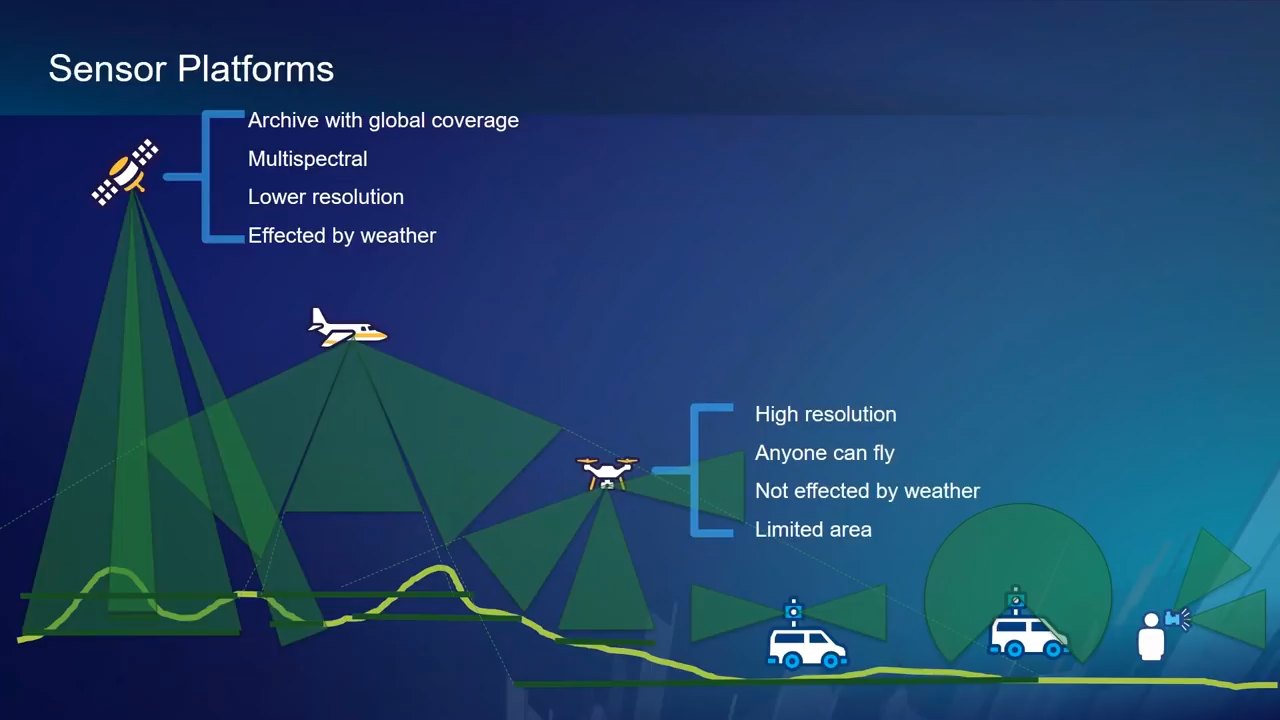 Sensor Platforms
Archive with global coverage
Multispectral
Lower resolution
Effected by weather
High resolution
Anyone can fly
Not effected by weather
Limited area